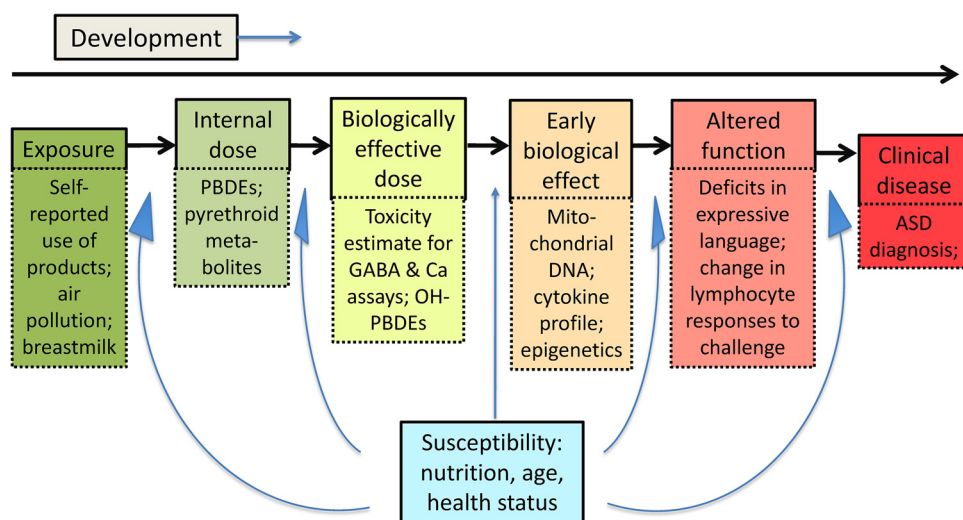 Development
Exposure
Self-
reported
use of
products;
air
pollution;
breastmilk
Internal
dose
PBDEs;
pyrethroid
meta-
bolites
Biologically
effective
dose
Toxicity
estimate for
GABA & Ca
assays; OH-
PBDEs
Early
biological
effect
Mito-
chondrial
DNA;
cytokine
profile;
epigenetics
Altered
function
Deficits in
expressive
language;
change in
lymphocyte
responses to
challenge
Clinical
disease
ASD
diagnosis;
Susceptibility:
nutrition, age,
health status